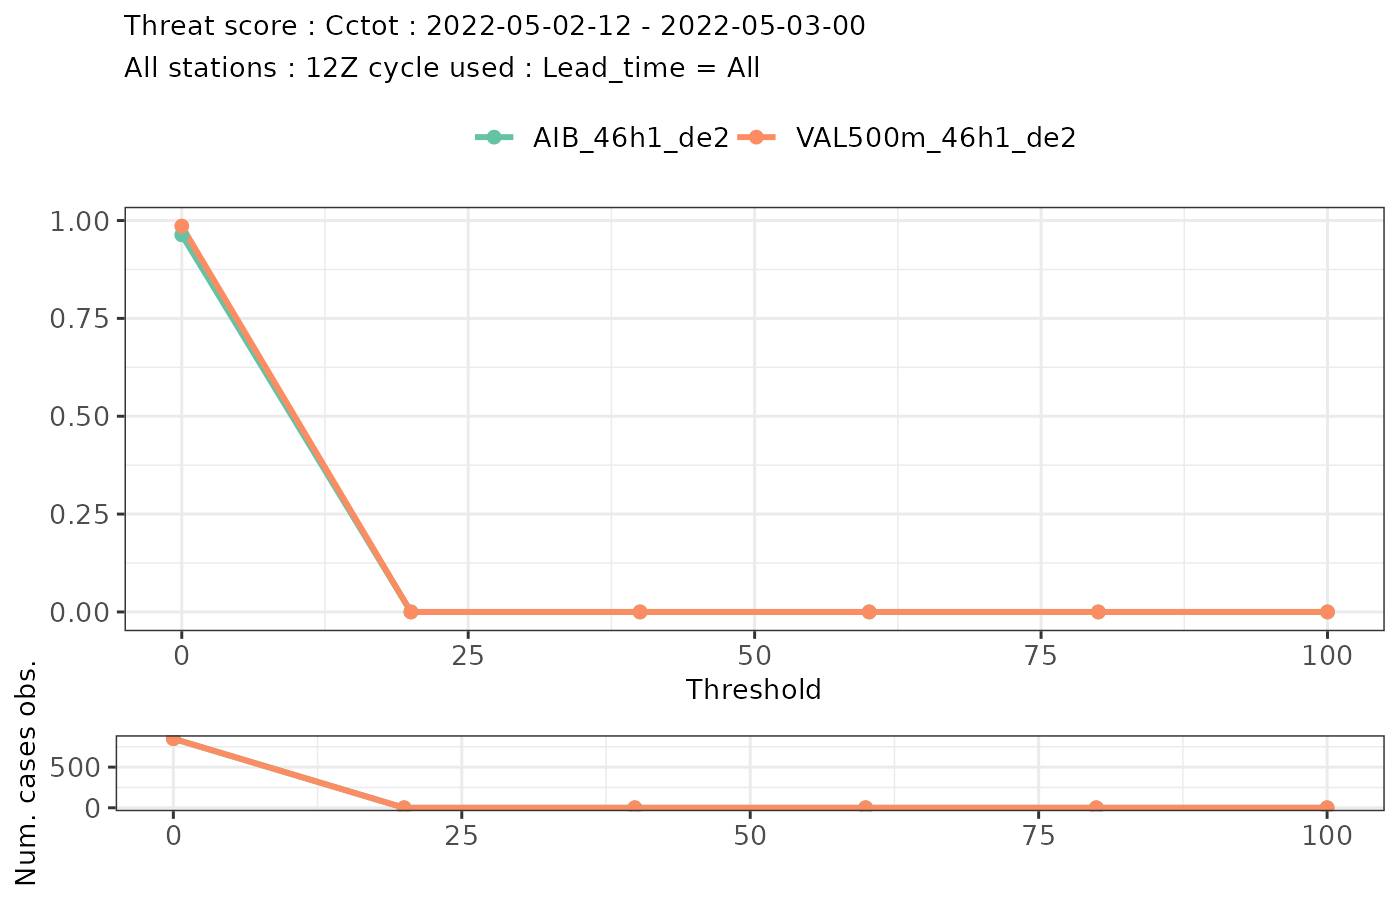 Threat score : Cctot : 2022-05-02-12 - 2022-05-03-00
All stations : 12Z cycle used : Lead_time = All
AIB_46h1_de2 VAL500m_46h1_de2
1.00
0.75
0.50
0.25
0.00
0 25 50 75 100
Threshold
Num. cases obs.
500
0
0 25 50 75 100